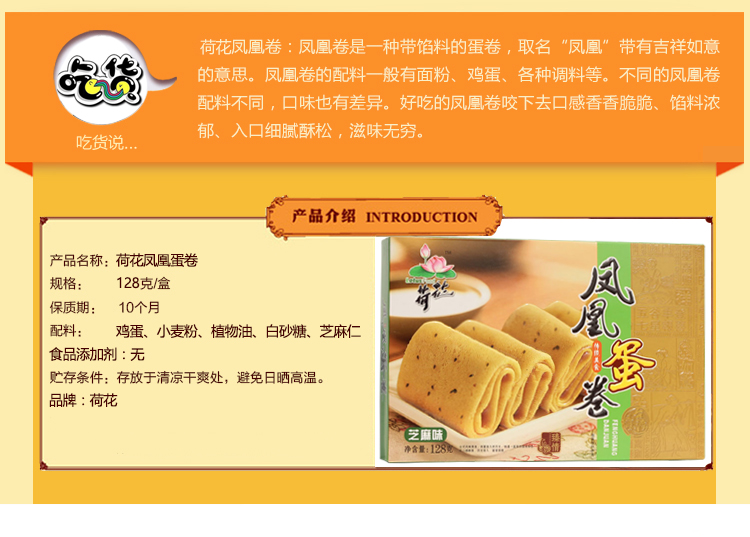 荷花凤凰卷：凤凰卷是一种带馅料的蛋卷，取名“凤凰”带有吉祥如意
的意思。凤凰卷的配料一般有面粉、鸡蛋、各种调料等。不同的凤凰卷
配料不同，口味也有差异。好吃的凤凰卷咬下去口感香香脆脆、馅料浓
郁、入口细腻酥松，滋味无穷。
吃货
吃货说...
产品介绍 INTRODUCTION
产品名称：荷花凤凰蛋卷
规格： 128克/盒
保质期： 10个月
配料： 鸡蛋、小麦粉、植物油、白砂糖、芝麻仁
食品添加剂：无
贮存条件：存放于清凉干爽处，避免日晒高温。
品牌：荷花
荷花
凤凰蛋卷
传统美食
FENGHUANG
DANJUAN
芝麻味
净含量：128克